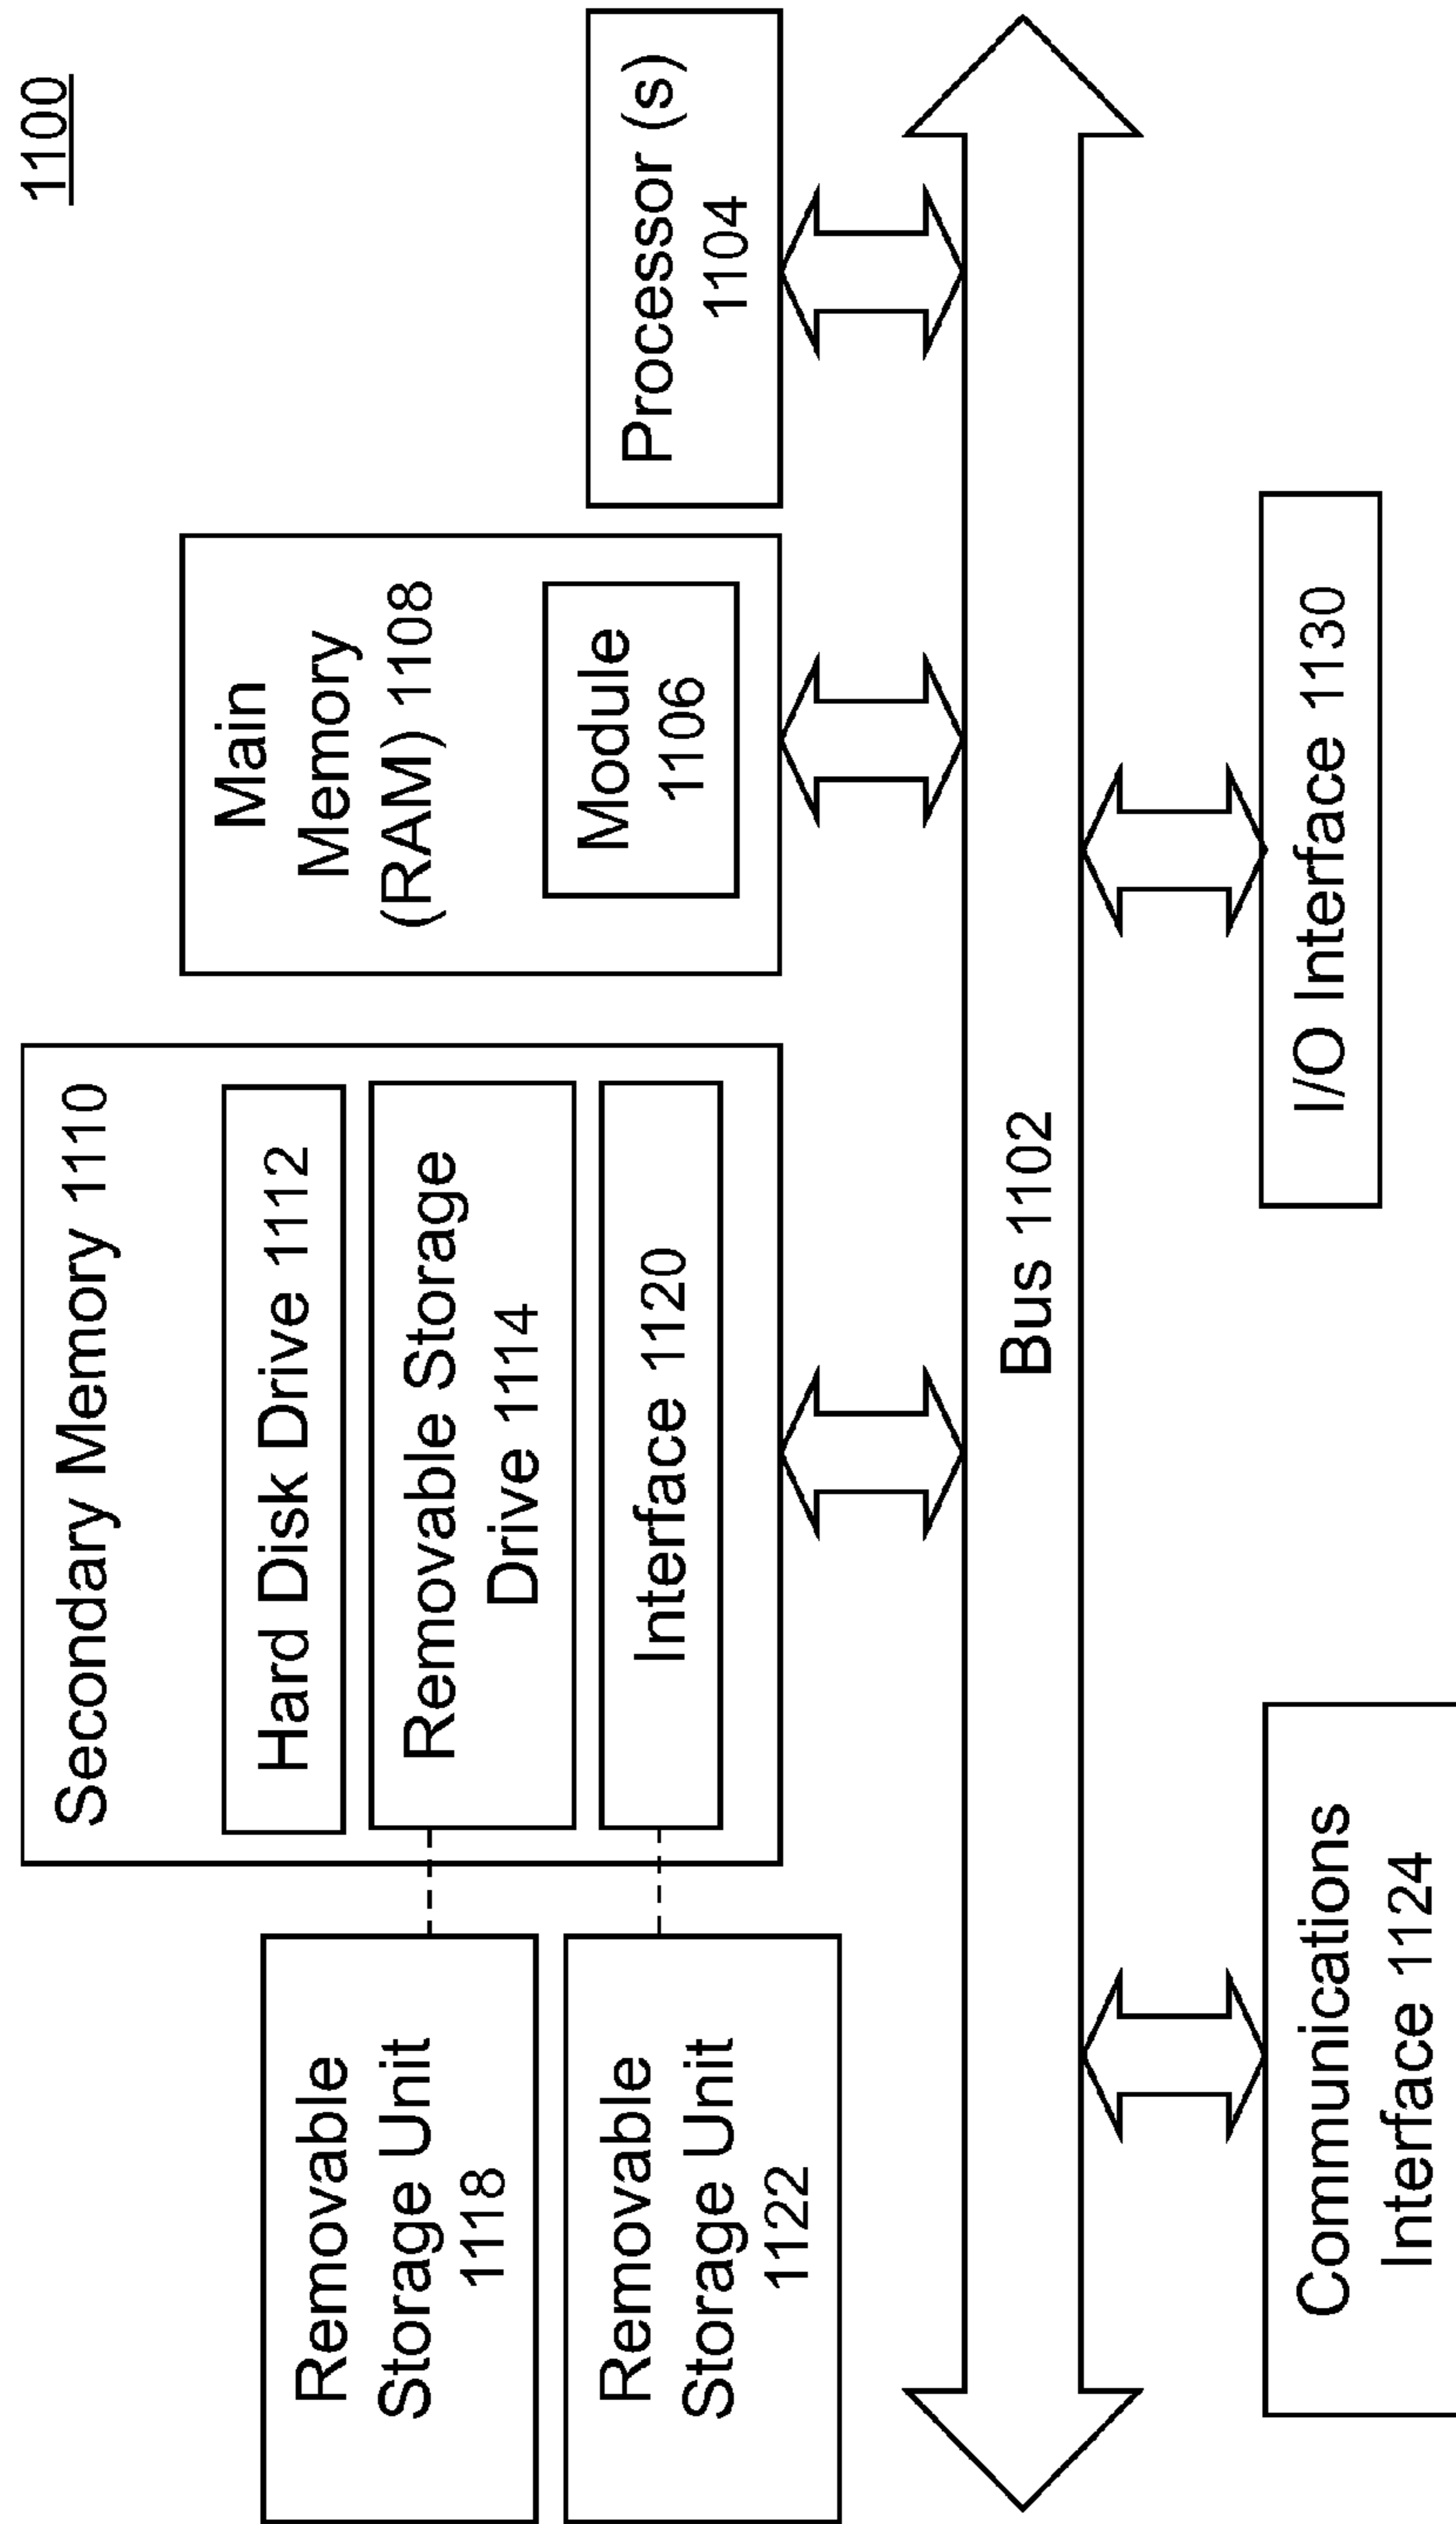 1100
Removable
Storage Unit
1118
Removable
Storage Unit
1122
Secondary Memory 1110
Hard Disk Drive 1112
Removable Storage
Drive 1114
Interface 1120
Main
Memory
(RAM) 1108
Module
1106
Processor (s)
1104
Bus 1102
Communications
Interface 1124
I/O Interface 1130